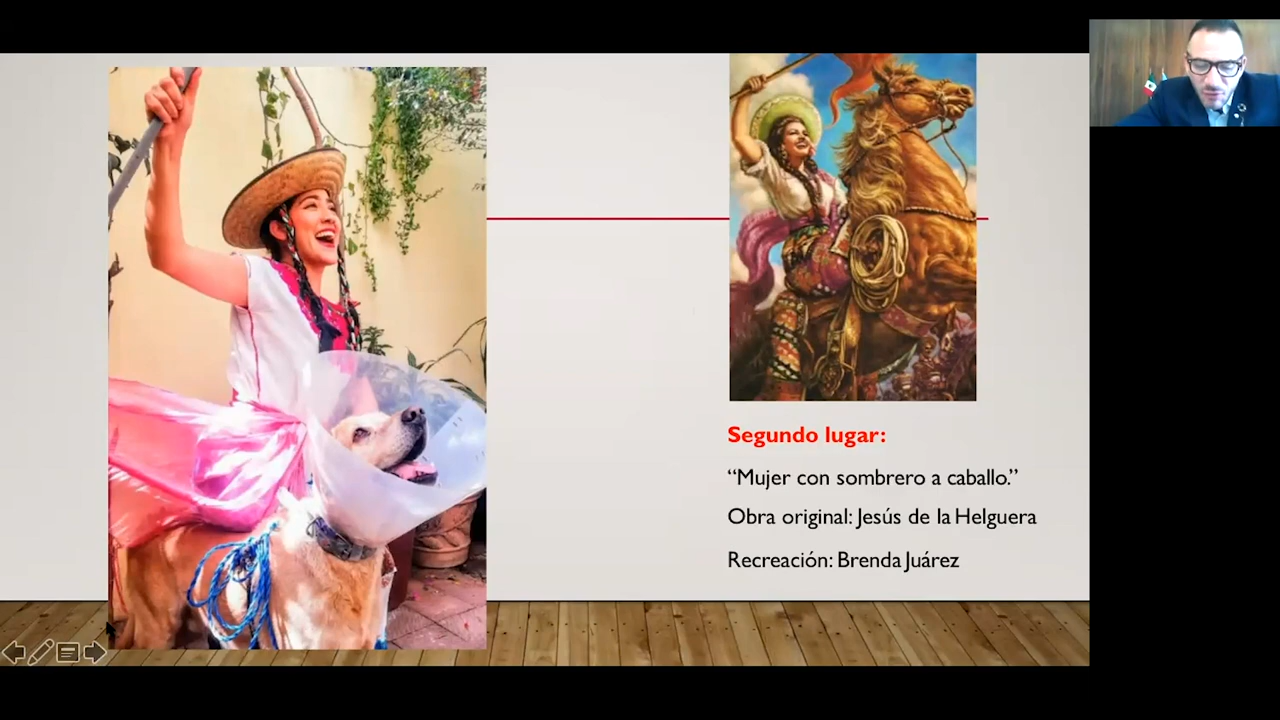 Segundo lugar:
“Mujer con sombrero a caballo.”
Obra original: Jesús de la Helguera
Recreación: Brenda Juárez